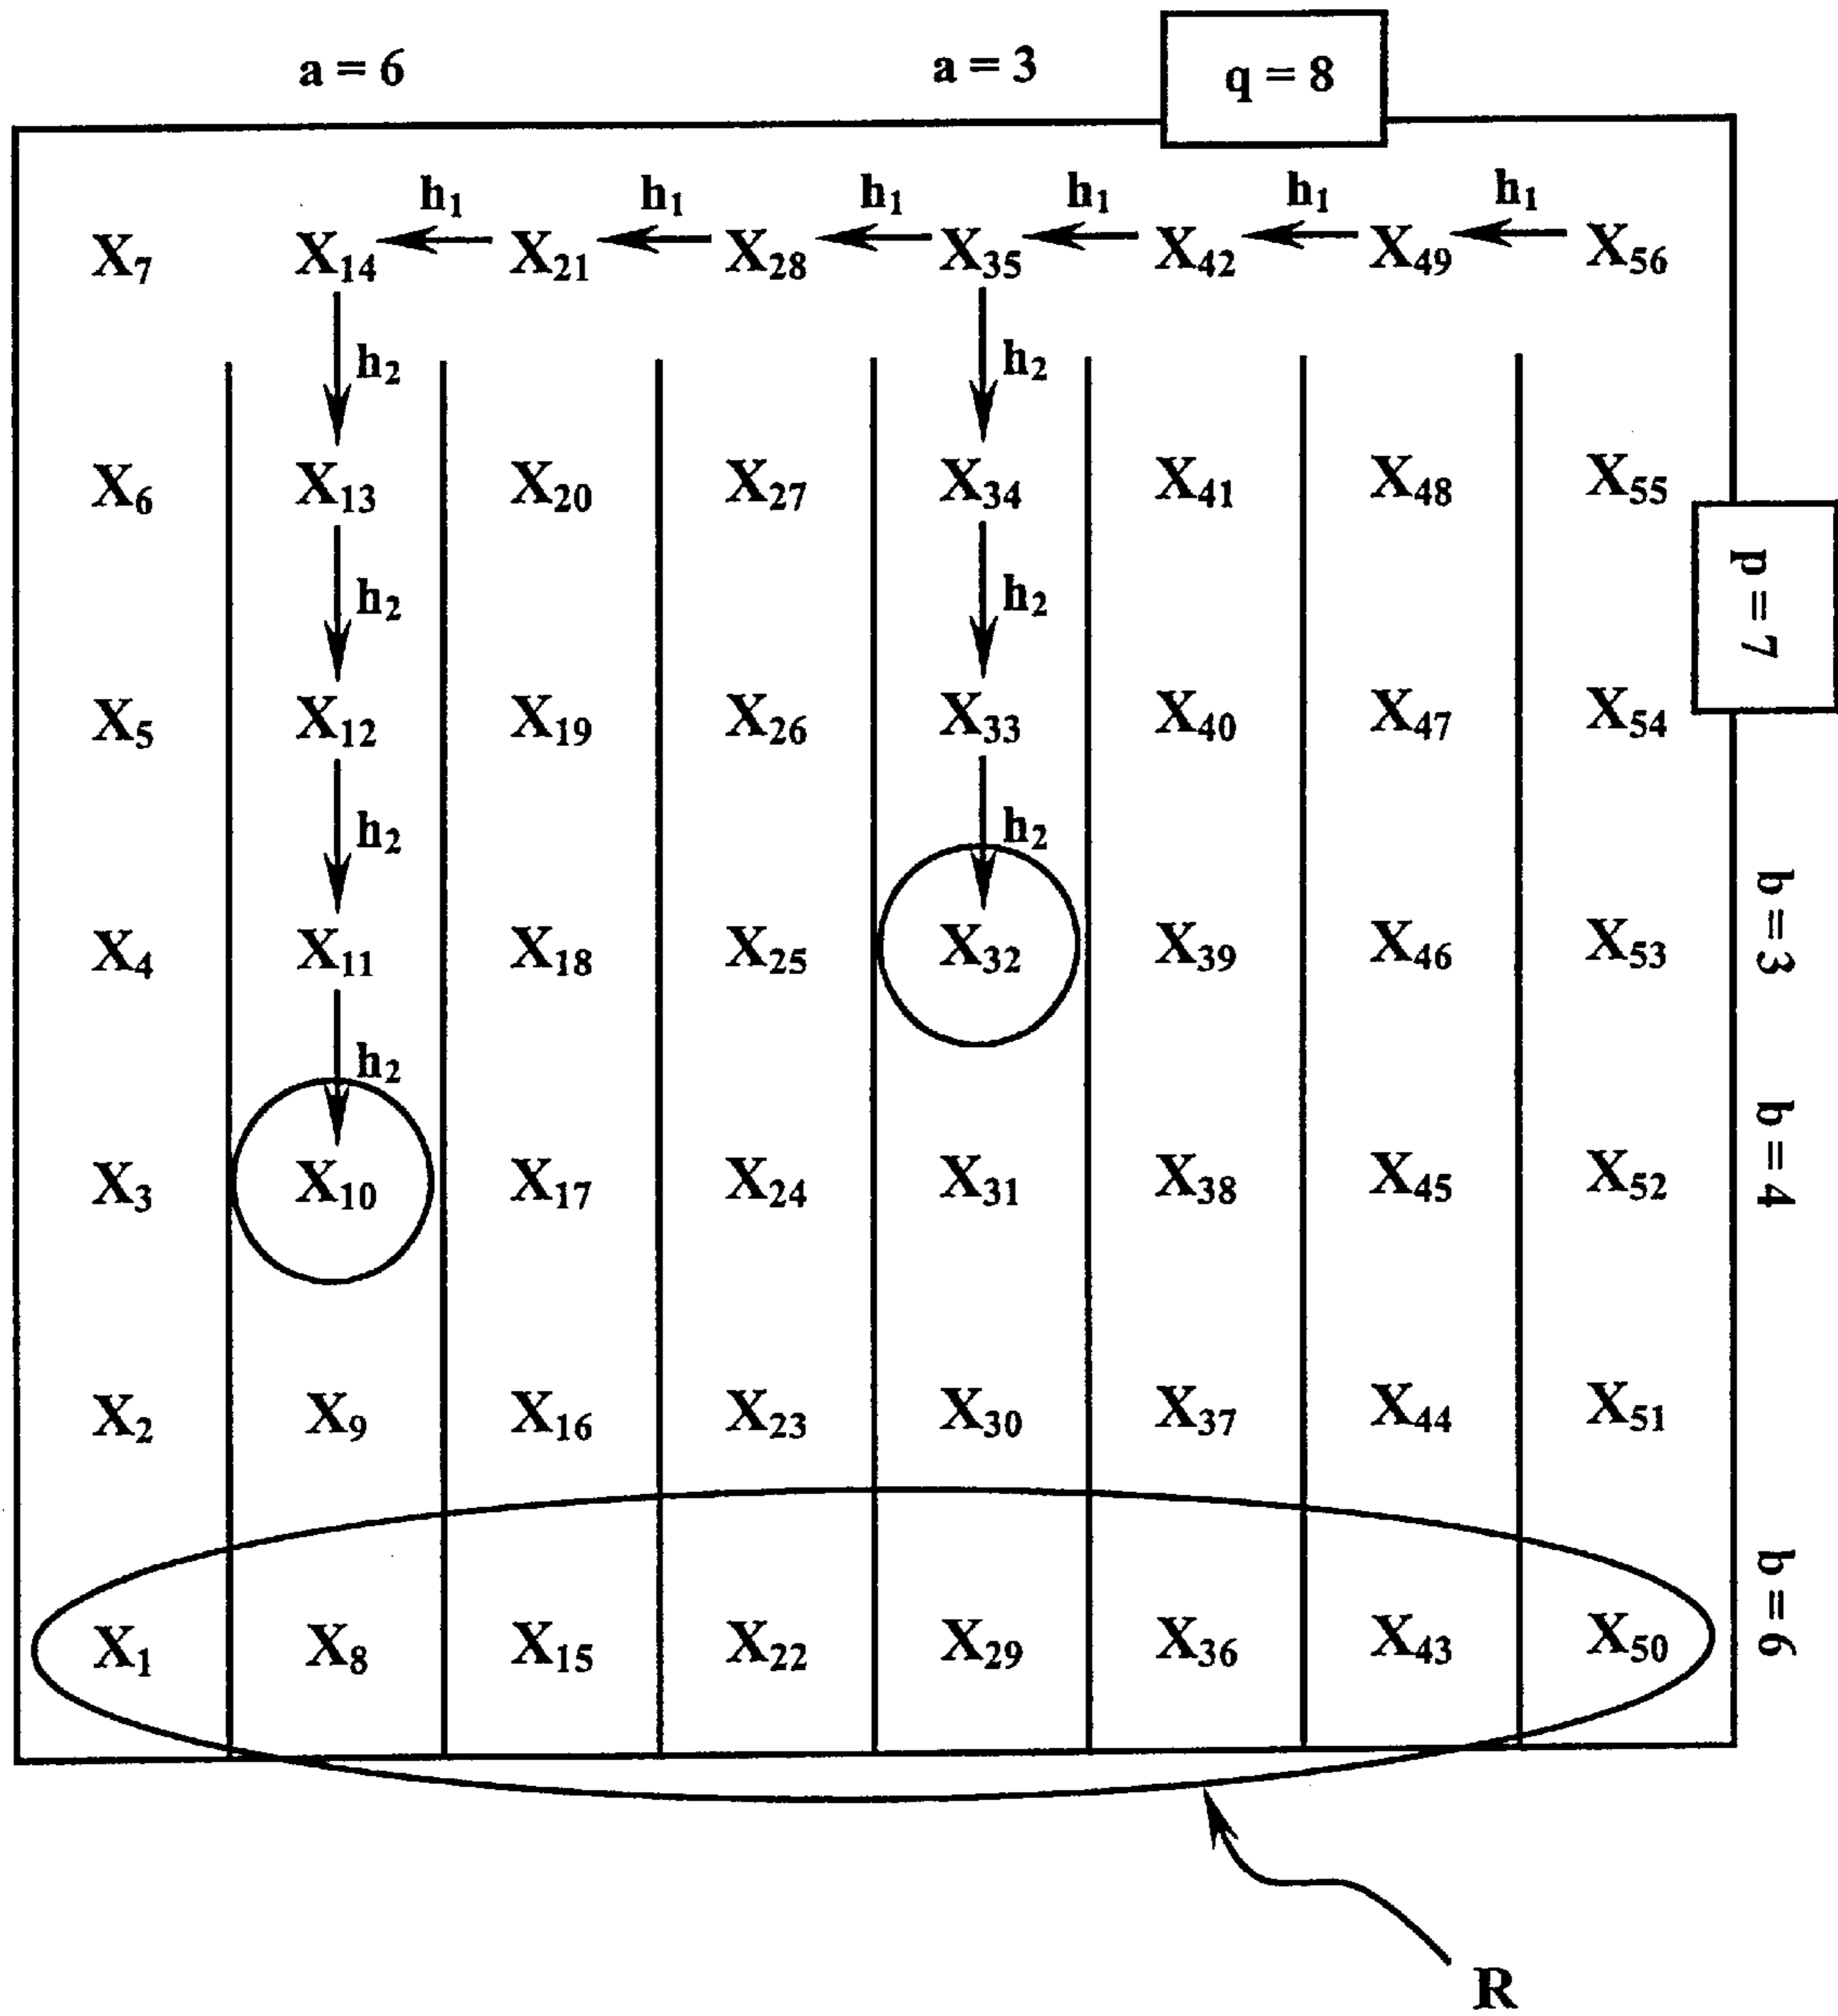 a = 6 a = 3 q = 8
h₁ h₁ h₁ h₁ h₁ h₁
X₇ X₁₄ X₂₁ X₂₈ X₃₅ X₄₂ X₄₉ X₅₆
h₂ h₂
X₆ X₁₃ X₂₀ X₂₇ X₃₄ X₄₁ X₄₈ X₅₅
p = 7
h₂ h₂
X₅ X₁₂ X₁₉ X₂₆ X₃₃ X₄₀ X₄₇ X₅₄
h₂ h₂
X₄ X₁₁ X₁₈ X₂₅ X₃₂ X₃₉ X₄₆ X₅₃ b = 3
h₂
X₃ X₁₀ X₁₇ X₂₄ X₃₁ X₃₈ X₄₅ X₅₂ b = 4
X₂ X₉ X₁₆ X₂₃ X₃₀ X₃₇ X₄₄ X₅₁
X₁ X₈ X₁₅ X₂₂ X₂₉ X₃₆ X₄₃ X₅₀ b = 6
R